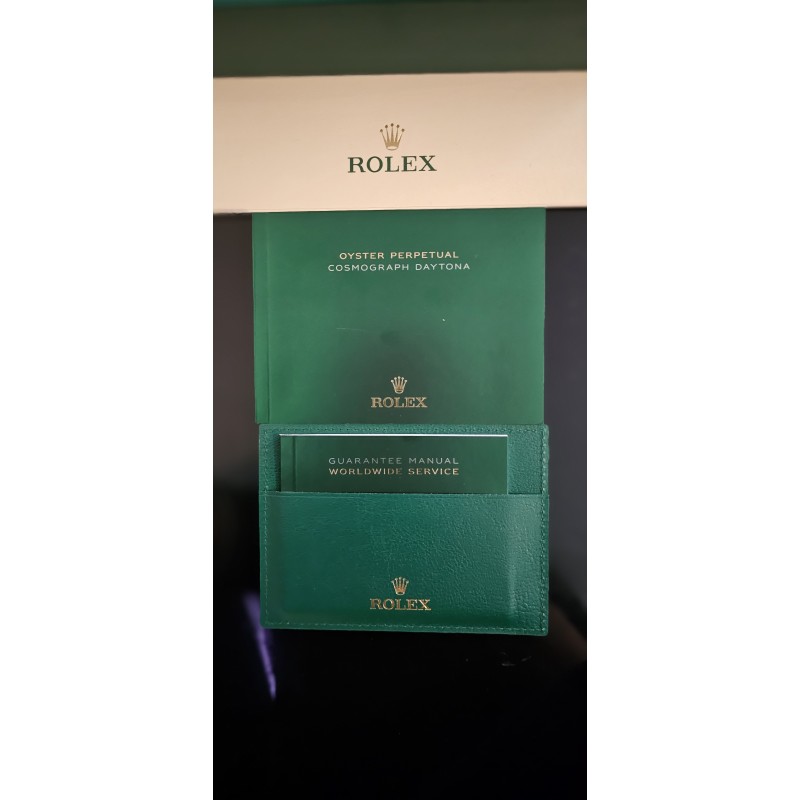 ROLEX
OYSTER PERPETUAL
COSMOGRAPH DAYTONA
ROLEX
GUARANTEE MANUAL
WORLDWIDE SERVICE
ROLEX